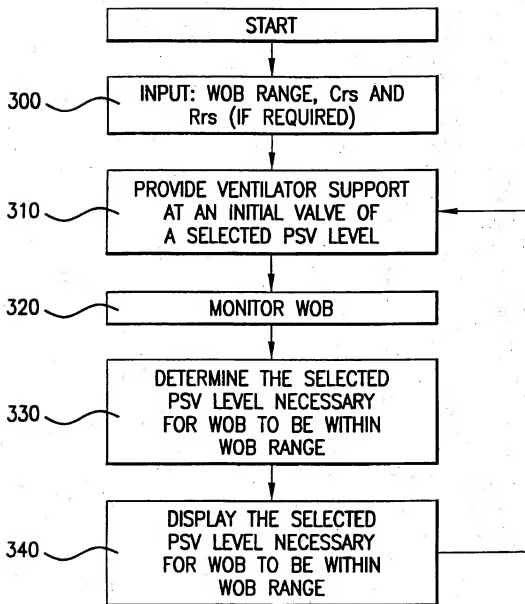 START
300
INPUT: WOB RANGE, Crs AND
Rrs (IF REQUIRED)
310
PROVIDE VENTILATOR SUPPORT
AT AN INITIAL VALVE OF
A SELECTED PSV LEVEL
320
MONITOR WOB
330
DETERMINE THE SELECTED
PSV LEVEL NECESSARY
FOR WOB TO BE WITHIN
WOB RANGE
340
DISPLAY THE SELECTED
PSV LEVEL NECESSARY
FOR WOB TO BE WITHIN
WOB RANGE